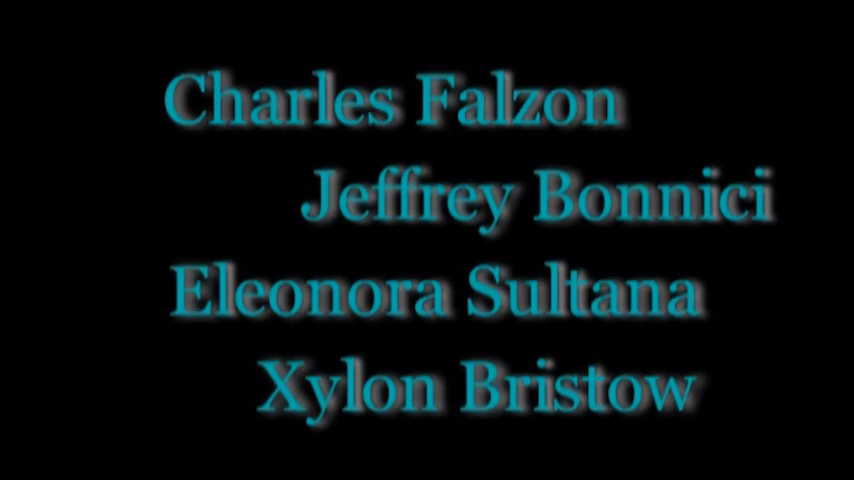 Charles Falzon
Jeffrey Bonnici
Eleonora Sultana
Xylon Bristow